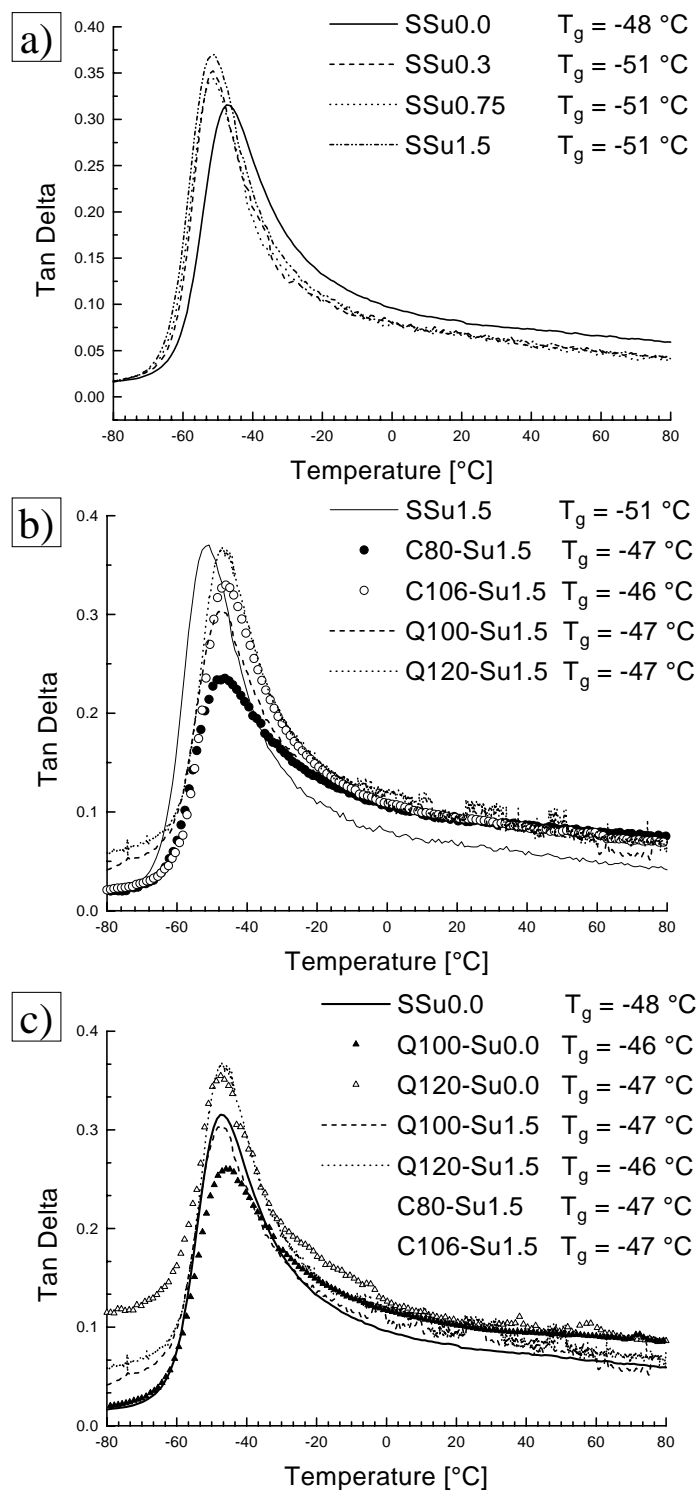 a)
SSu0.0 Tg = -48 °C
SSu0.3 Tg = -51 °C
SSu0.75 Tg = -51 °C
SSu1.5 Tg = -51 °C
0.40
0.35
0.30
0.25
0.20
0.15
0.10
0.05
0.00
Tan Delta
-80 -60 -40 -20 0 20 40 60 80
Temperature [°C]
b)
SSu1.5 Tg = -51 °C
C80-Su1.5 Tg = -47 °C
C106-Su1.5 Tg = -46 °C
Q100-Su1.5 Tg = -47 °C
Q120-Su1.5 Tg = -47 °C
0.4
0.3
0.2
0.1
0.0
Tan Delta
-80 -60 -40 -20 0 20 40 60 80
Temperature [°C]
c)
SSu0.0 Tg = -48 °C
Q100-Su0.0 Tg = -46 °C
Q120-Su0.0 Tg = -47 °C
Q100-Su1.5 Tg = -47 °C
Q120-Su1.5 Tg = -46 °C
C80-Su1.5 Tg = -47 °C
C106-Su1.5 Tg = -47 °C
0.4
0.3
0.2
0.1
0.0
Tan Delta
-80 -60 -40 -20 0 20 40 60 80
Temperature [°C]